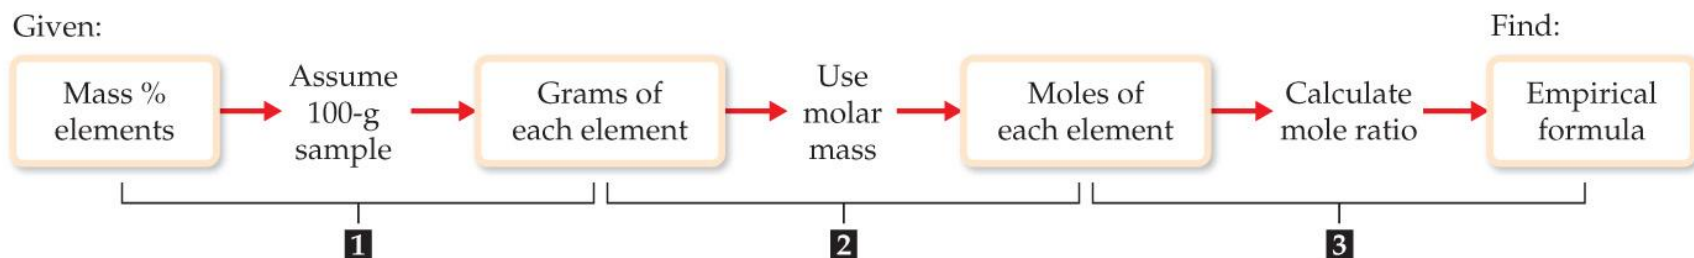 Given:
Find:
Mass %
elements
Assume
100-g
sample
Grams of
each element
Use
molar
mass
Moles of
each element
Calculate
mole ratio
Empirical
formula
1
2
3